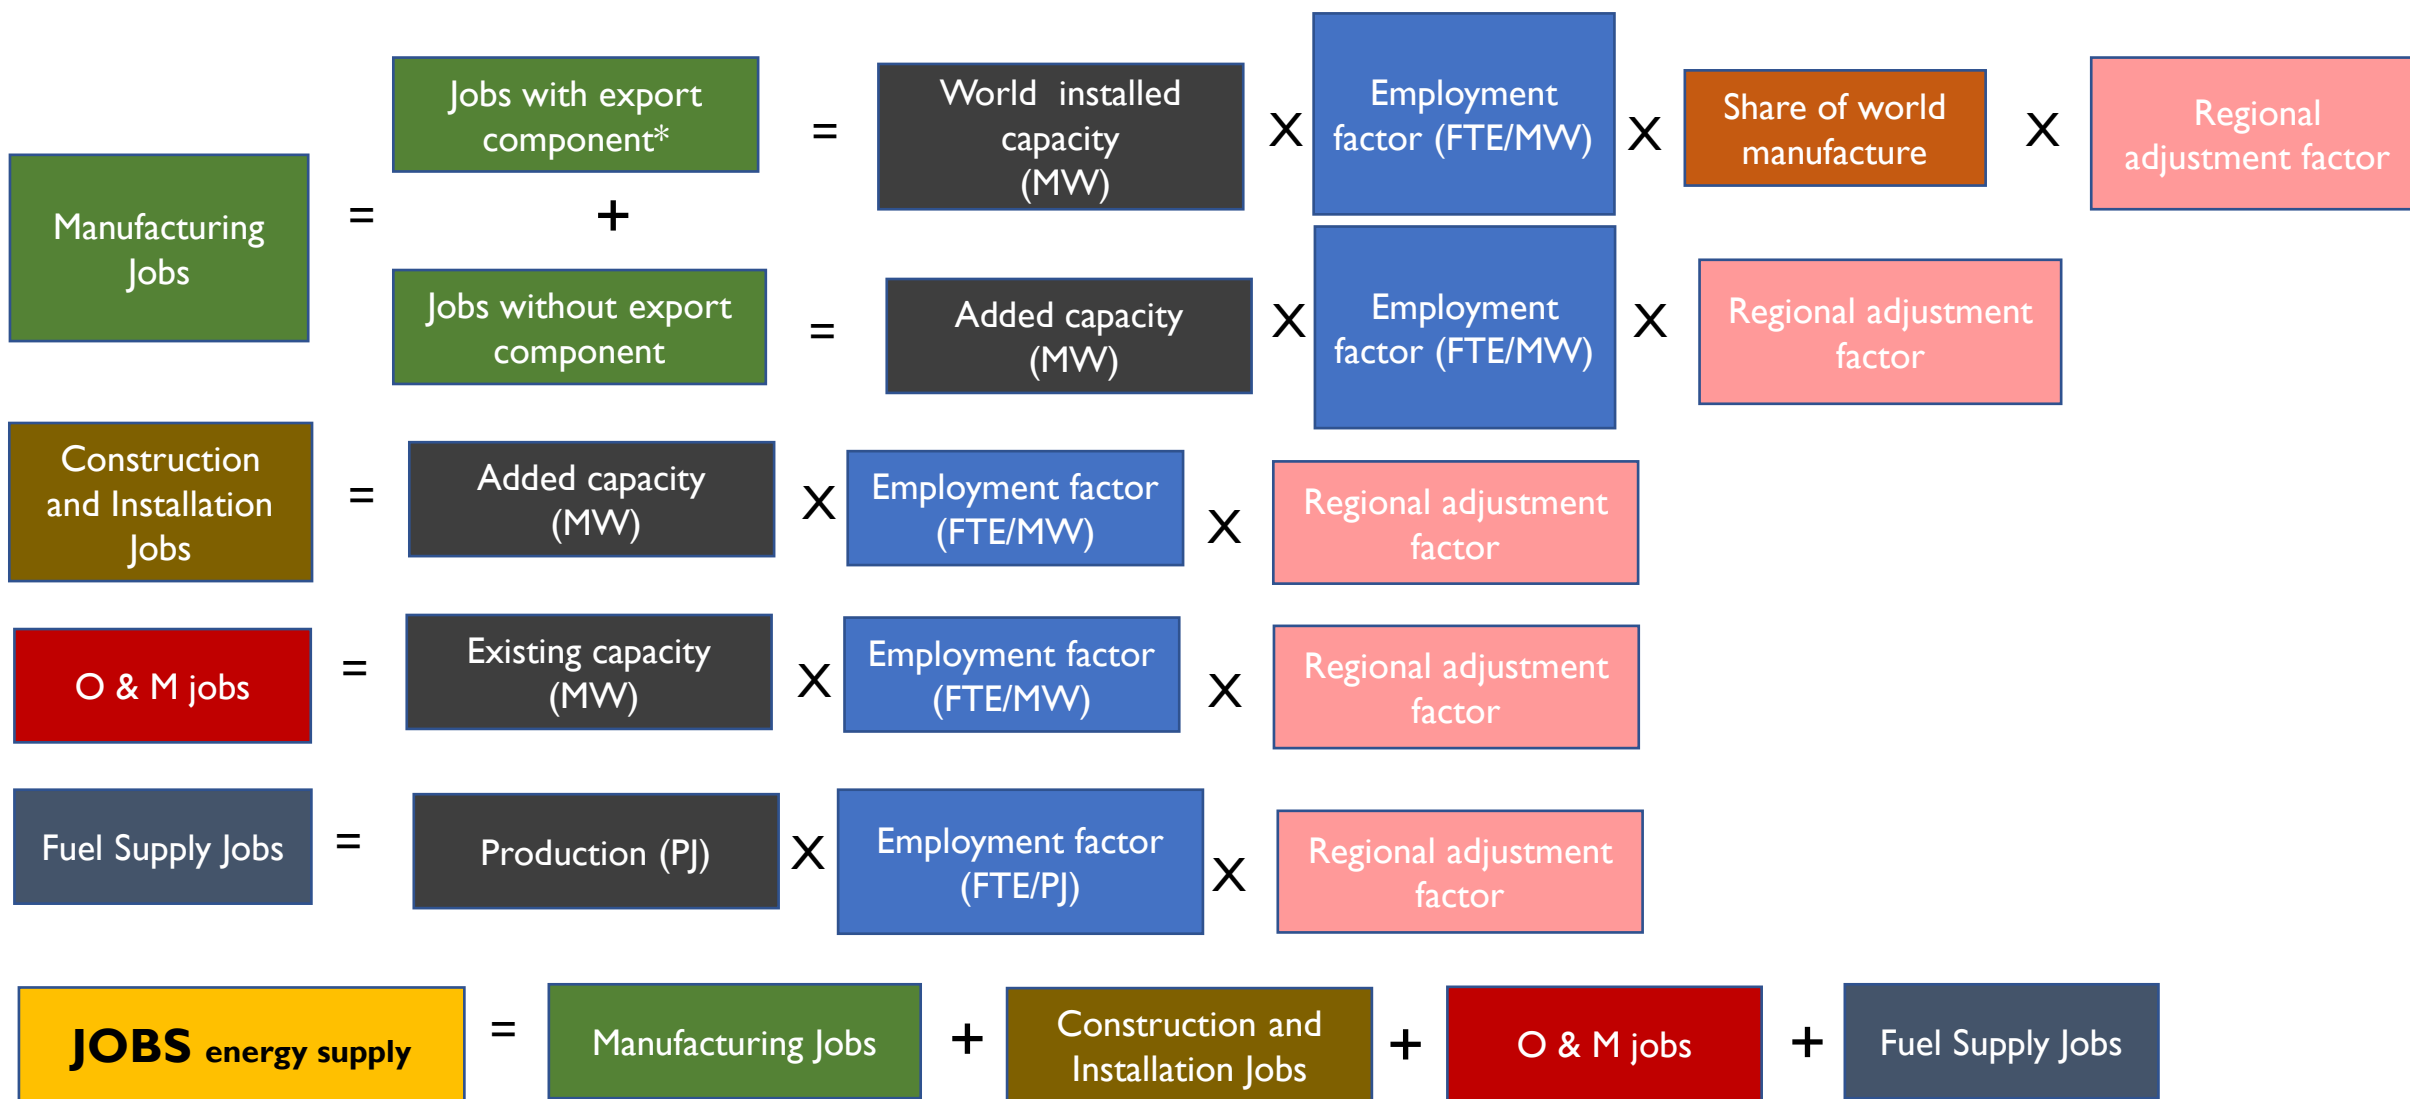 Jobs with export
component*
=
World installed
capacity
(MW)
X
Employment
factor (FTE/MW)
X
Share of world
manufacture
X
Regional
adjustment factor
Manufacturing
Jobs
=
+
Jobs without export
component
=
Added capacity
(MW)
X
Employment
factor (FTE/MW)
X
Regional adjustment
factor
Construction
and Installation
Jobs
=
Added capacity
(MW)
X
Employment factor
(FTE/MW)
X
Regional adjustment
factor
O & M jobs
=
Existing capacity
(MW)
X
Employment factor
(FTE/MW)
X
Regional adjustment
factor
Fuel Supply Jobs
=
Production (PJ)
X
Employment factor
(FTE/PJ)
X
Regional adjustment
factor
JOBS energy supply
=
Manufacturing Jobs
+
Construction and
Installation Jobs
+
O & M jobs
+
Fuel Supply Jobs